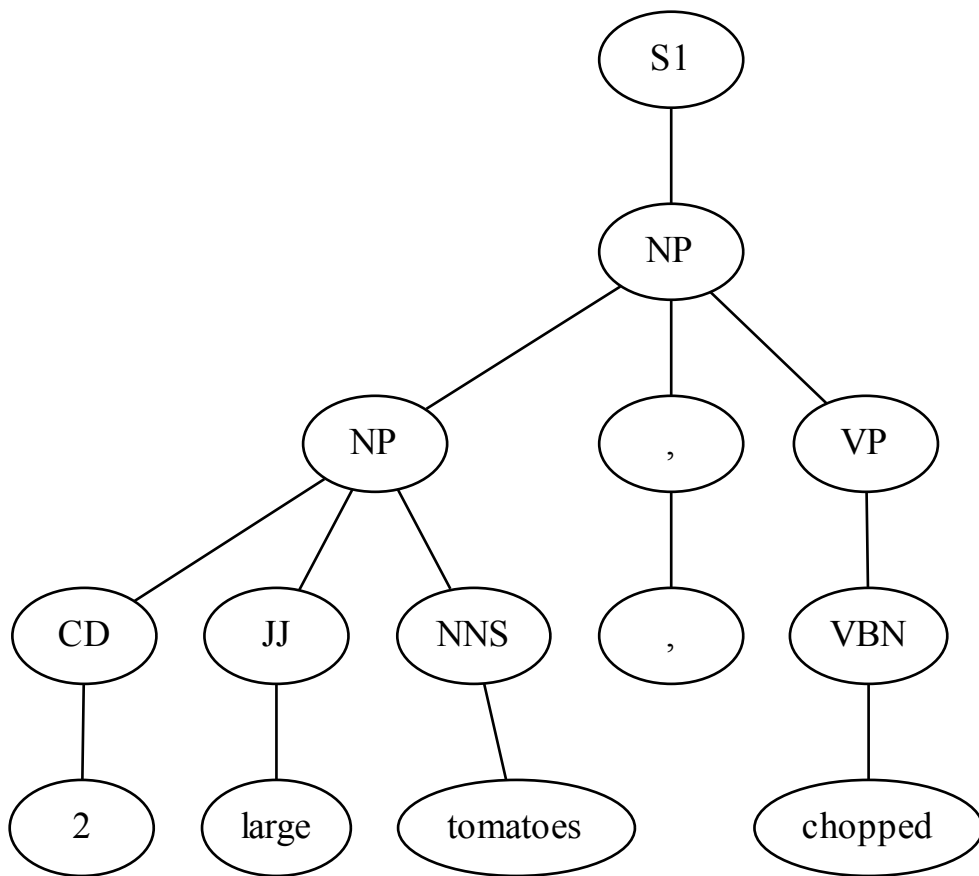 S1
NP
NP , VP
CD JJ NNS , VBN
2 large tomatoes chopped